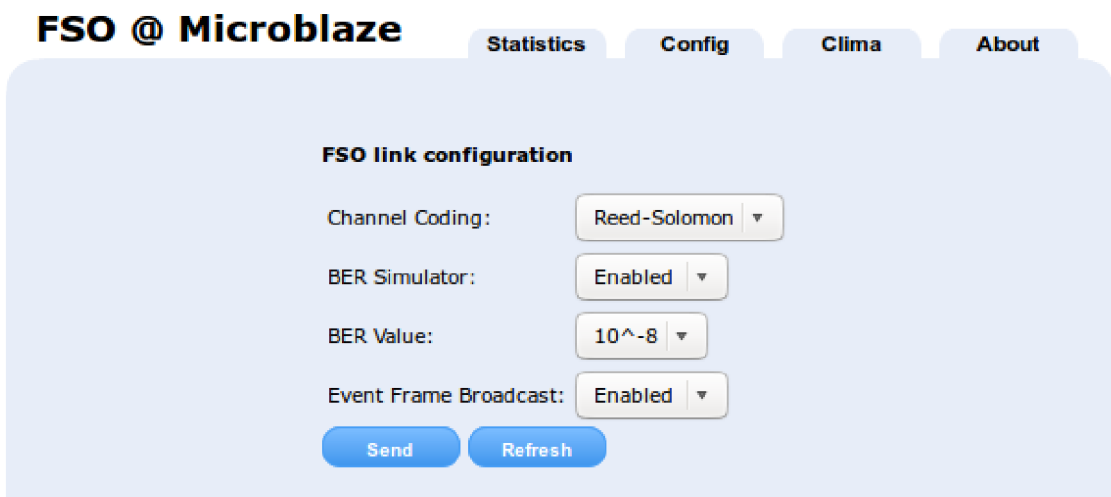 FSO @ Microblaze
Statistics Config Clima About
FSO link configuration
Channel Coding: Reed-Solomon
BER Simulator: Enabled
BER Value: 10^-8
Event Frame Broadcast: Enabled
Send Refresh